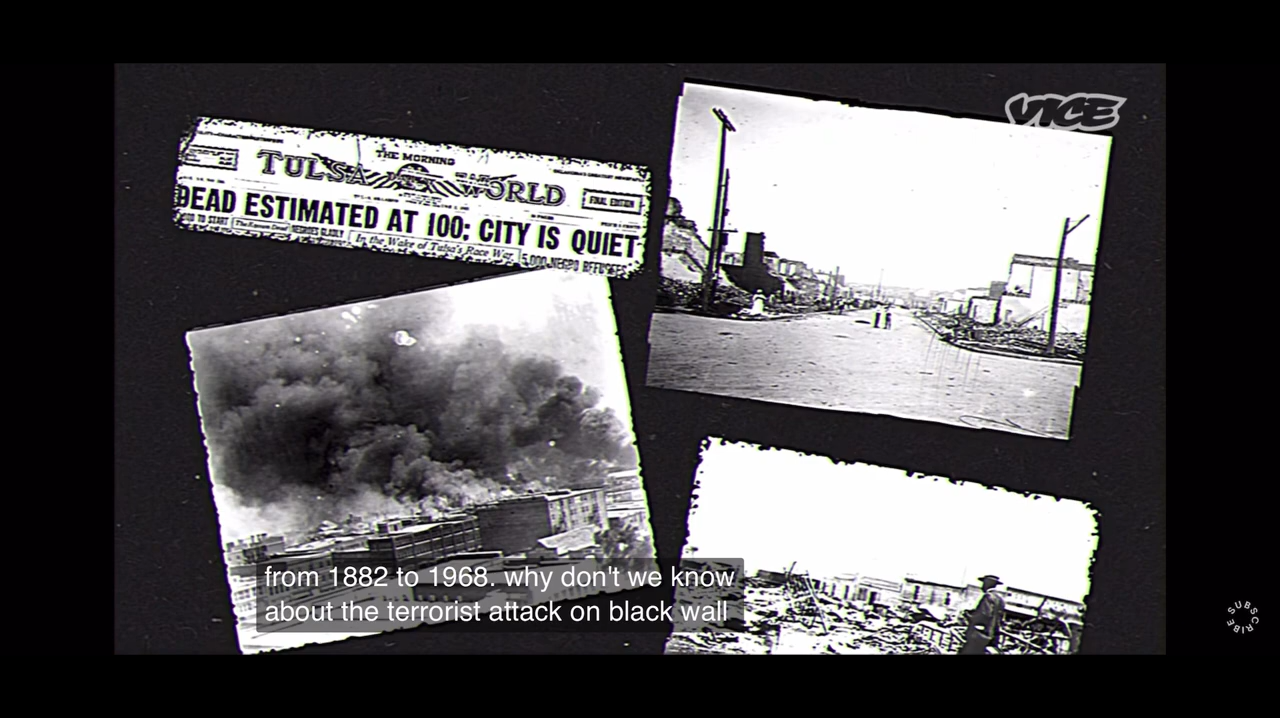 VICE
THE MORNING
TULSA WORLD
FINAL EDITION
DEAD ESTIMATED AT 100; CITY IS QUIET
In the Wake of Tulsa's Race War
5,000 NEGRO REFUGEES
from 1882 to 1968. why don't we know
about the terrorist attack on black wall
SUBSCRIBE